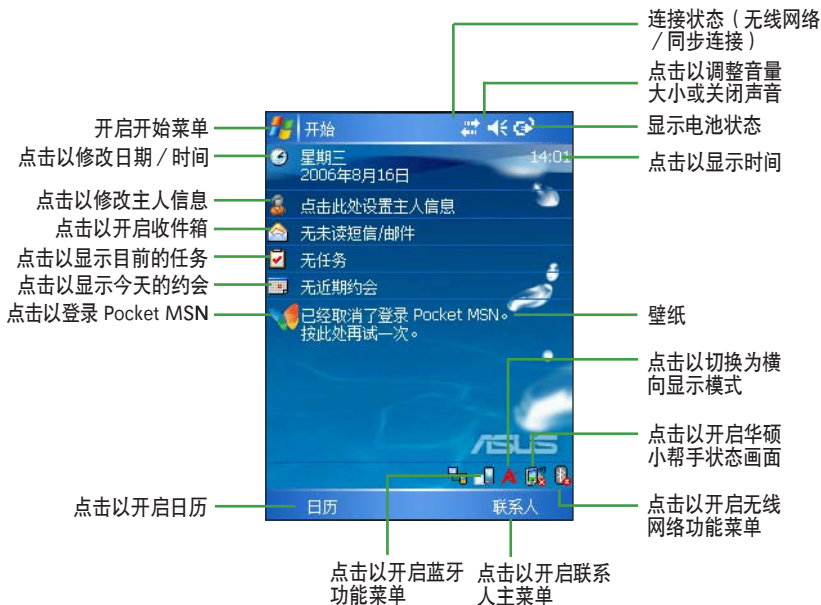 连接状态（无线网络
/ 同步连接）
点击以调整音量
大小或关闭声音
开启开始菜单
开始
显示电池状态
点击以修改日期 / 时间
星期三
2006年8月16日
14:01
点击以显示时间
点击以修改主人信息
点击此处设置主人信息
点击以开启收件箱
无未读短信/邮件
点击以显示目前的任务
无任务
点击以显示今天的约会
无近期约会
点击以登录 Pocket MSN
已经取消了登录 Pocket MSN。
按此处再试一次。
壁纸
点击以切换为横
向显示模式
ASUS
点击以开启华硕
小帮手状态画面
点击以开启日历
日历
联系人
点击以开启无线
网络功能菜单
点击以开启蓝牙
功能菜单
点击以开启联系
人主菜单